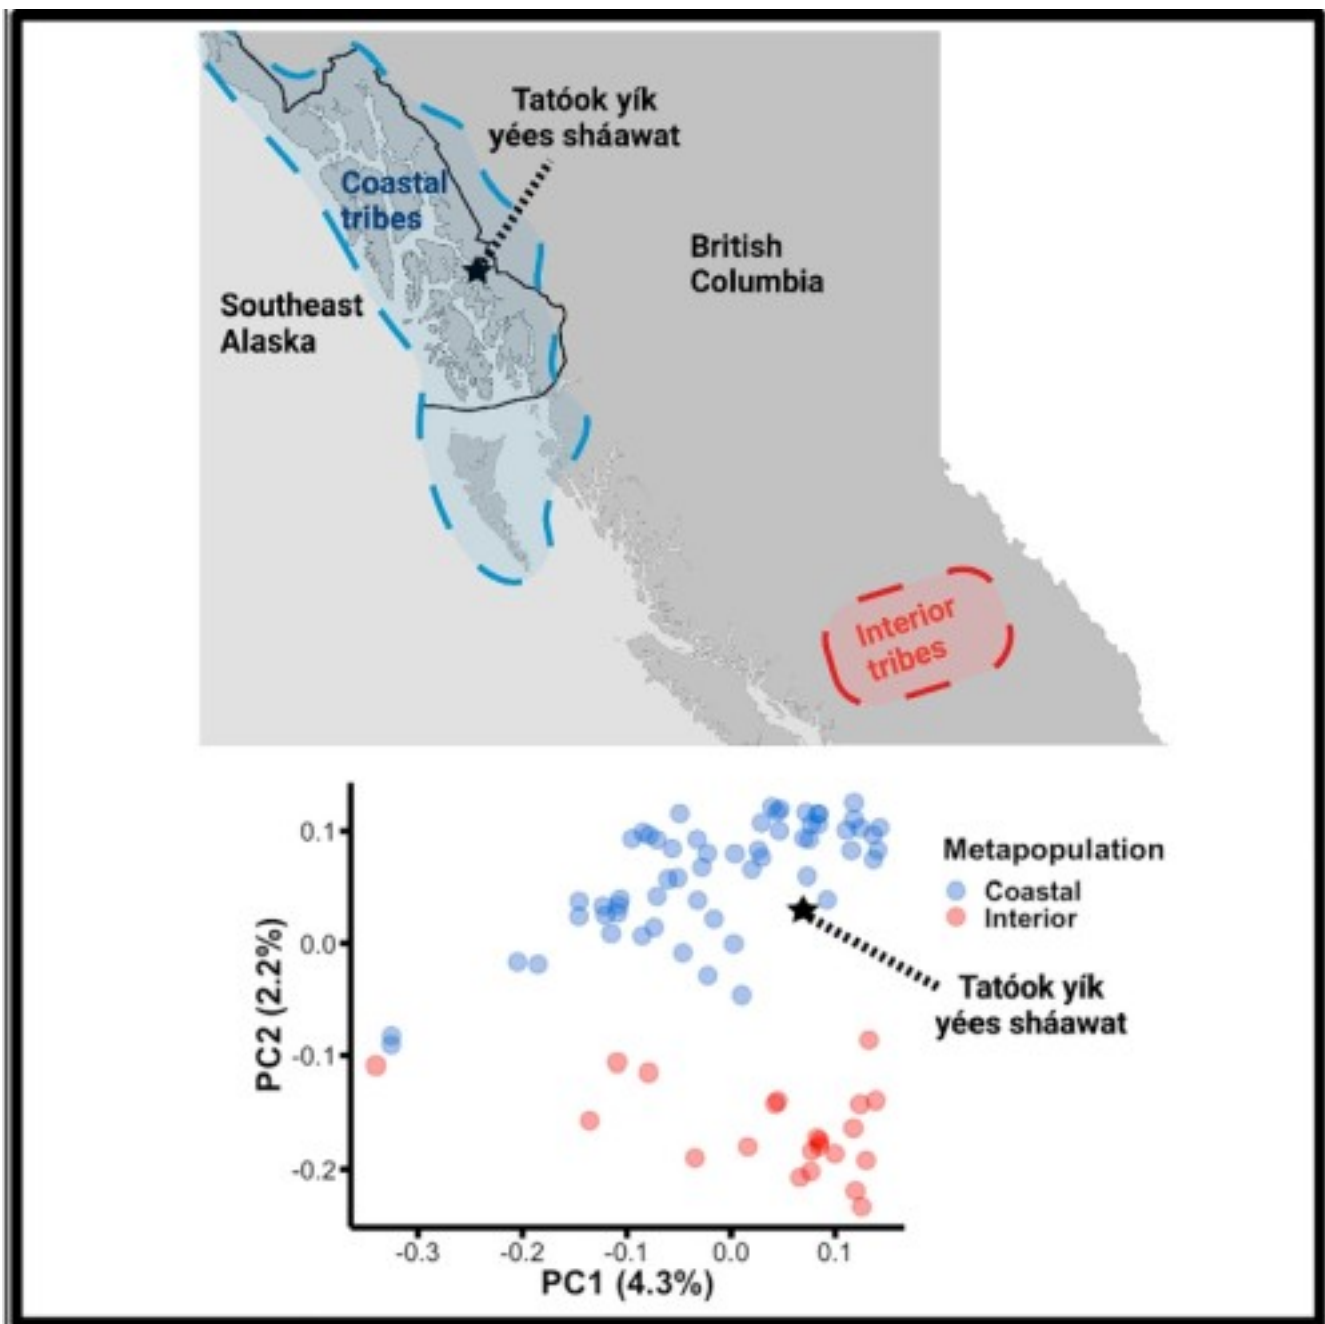 Tatóok yík
yées sháawat
Coastal
tribes
British
Columbia
Southeast
Alaska
Interior
tribes
0.1
0.0
-0.1
-0.2
PC2 (2.2%)
-0.3
-0.2
-0.1
0.0
0.1
PC1 (4.3%)
Metapopulation
Coastal
Interior
Tatóok yík
yées sháawat